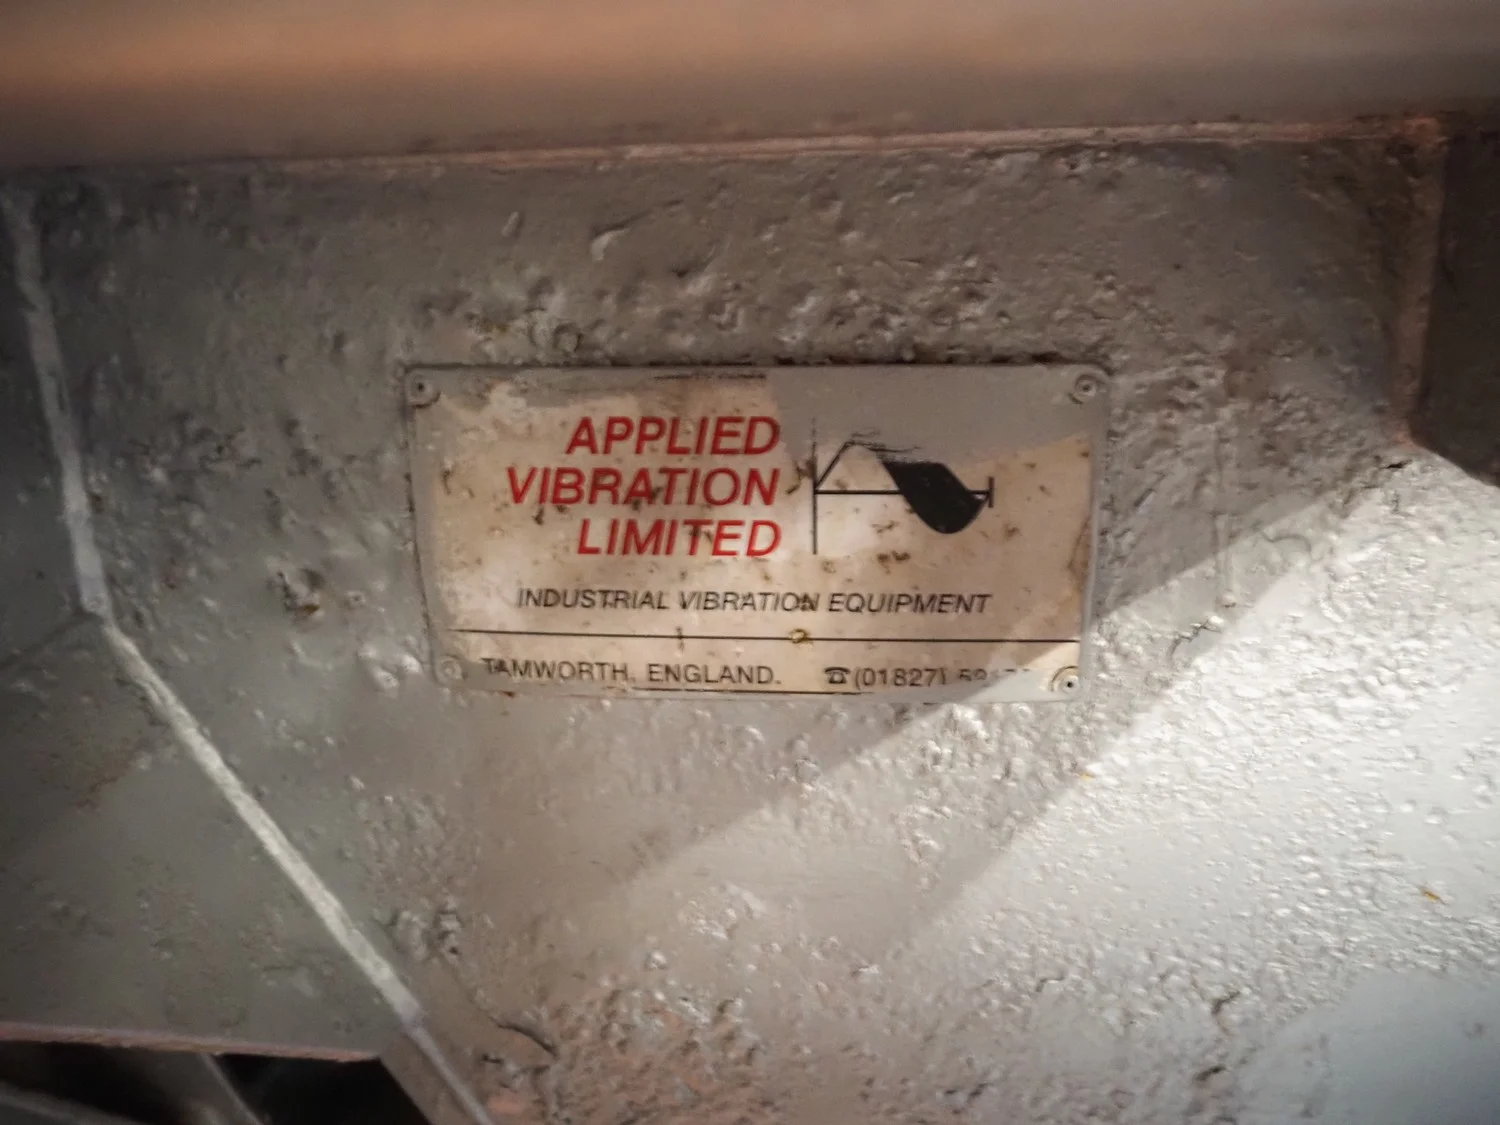 APPLIED
VIBRATION
LIMITED
INDUSTRIAL VIBRATION EQUIPMENT
TAMWORTH, ENGLAND. ☎(01827)